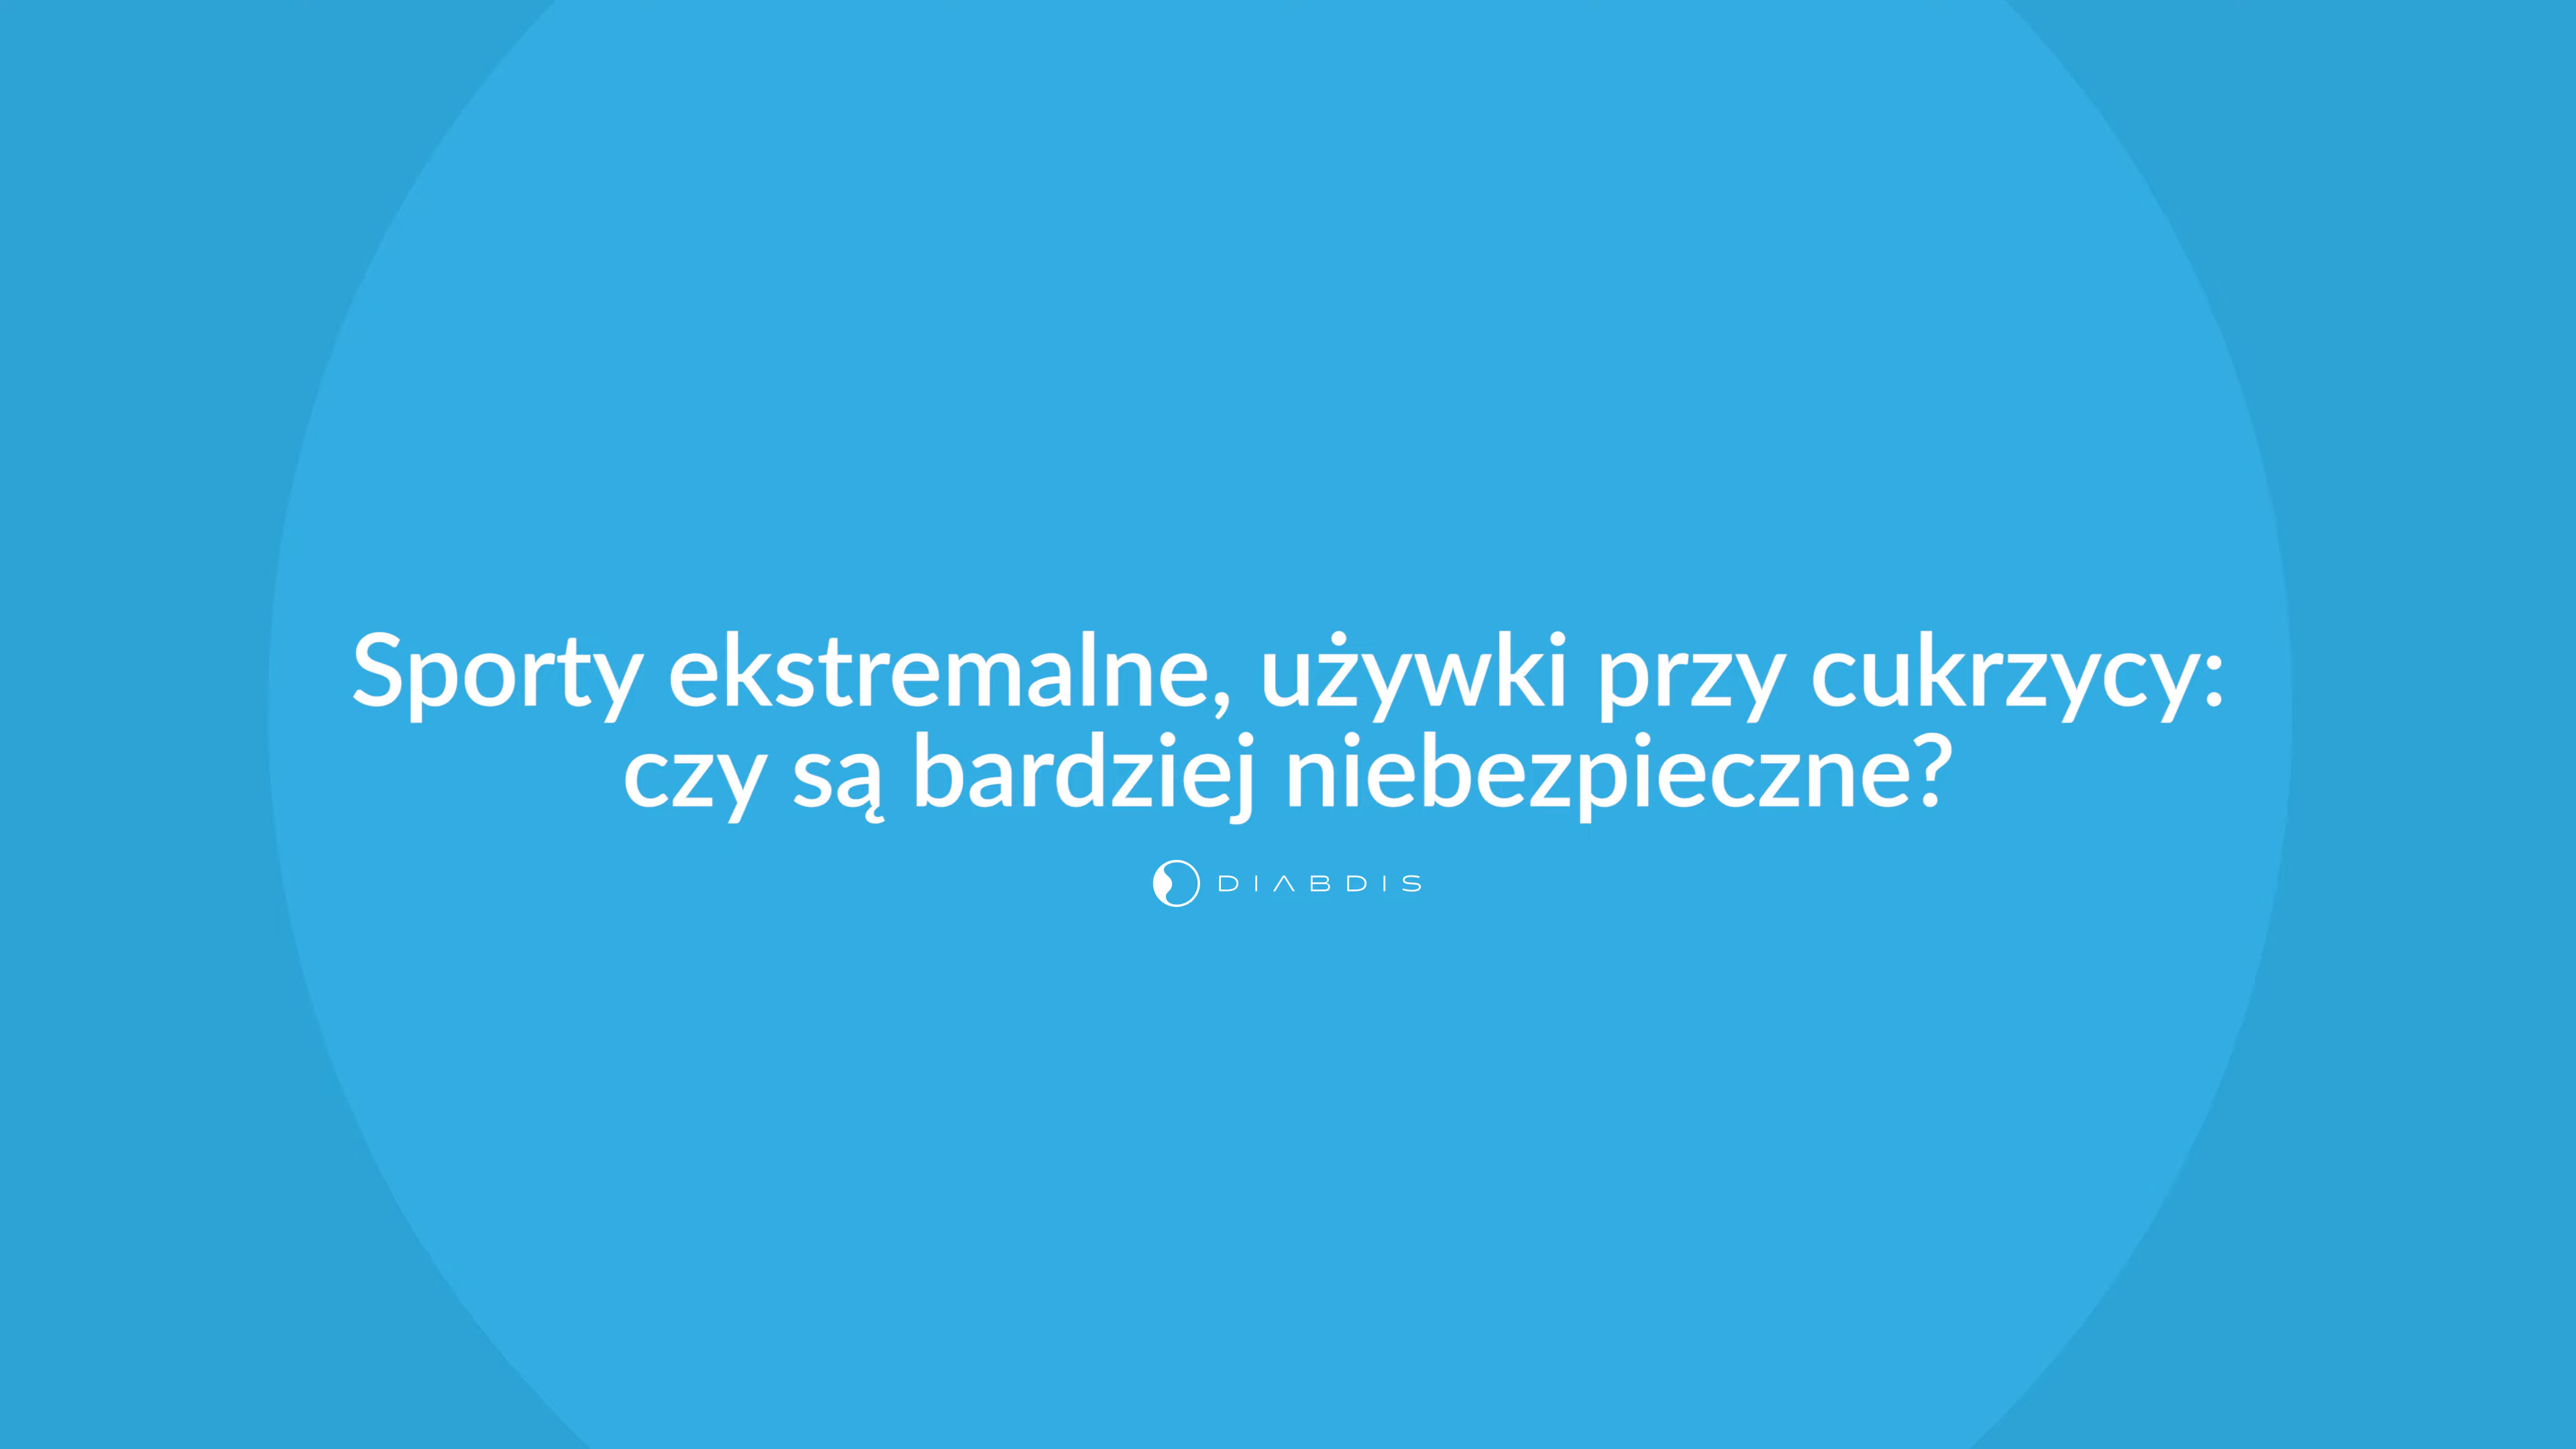 Sporty ekstremalne, używki przy cukrzycy:
czy są bardziej niebezpieczne?
DIABDIS